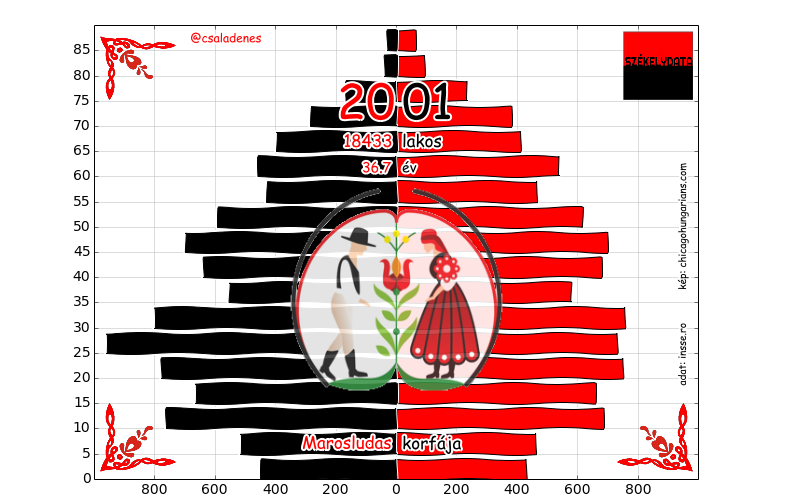 @csaladenes
SZÉKELYDATA
2001
18433 lakos
36.7 év
kép: chicagohungarians.com
adat: insse.ro
Marosludas korfája
85
80
75
70
65
60
55
50
45
40
35
30
25
20
15
10
5
0
800 600 400 200 0 200 400 600 800